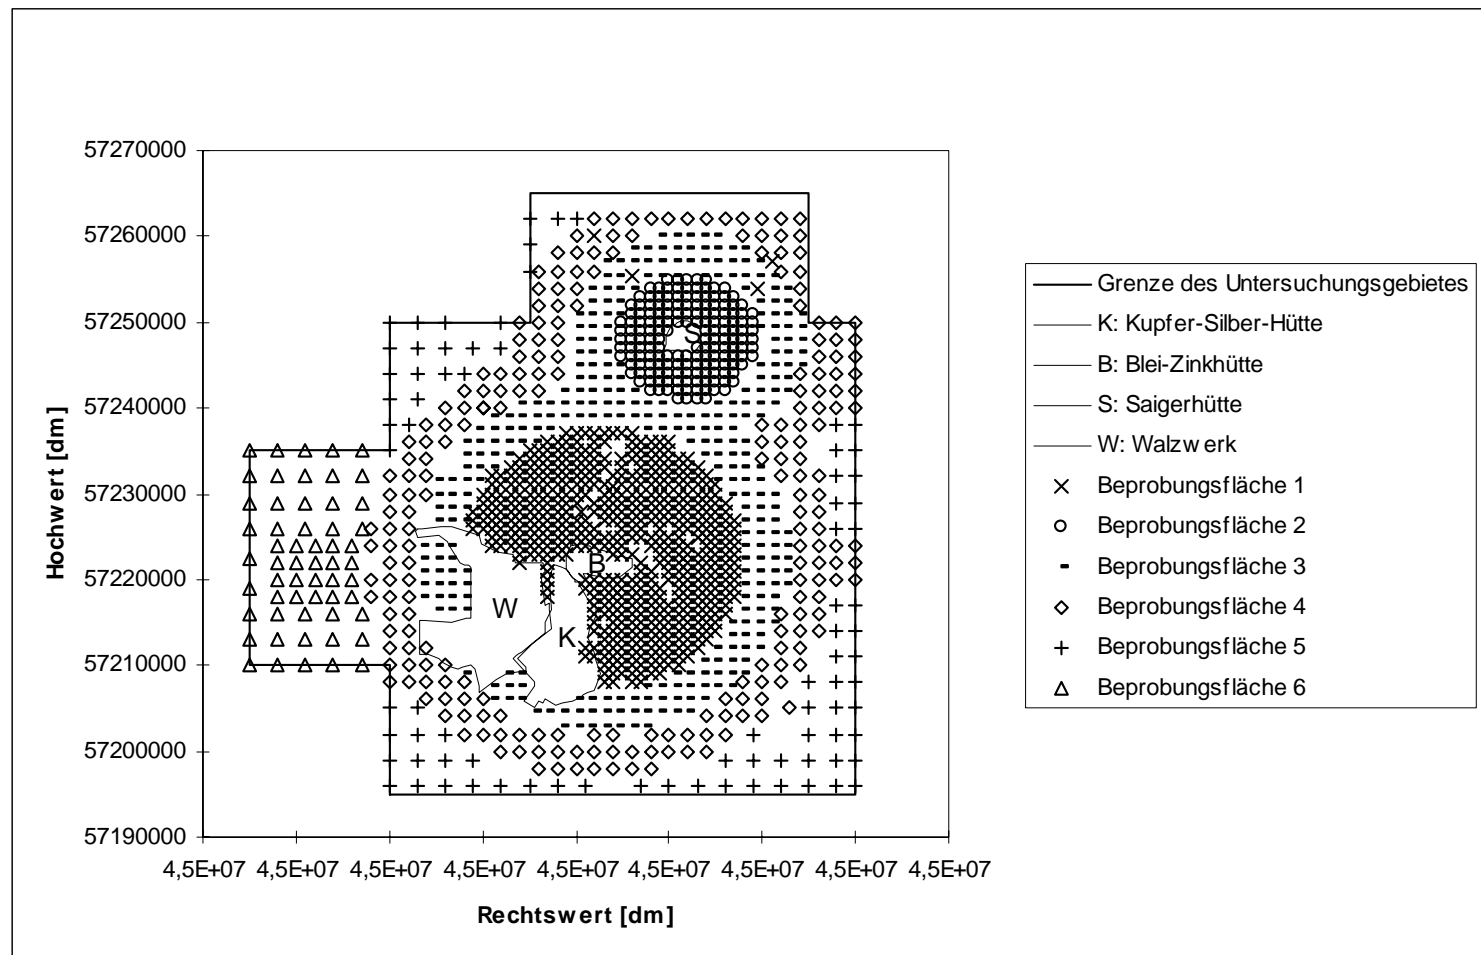 57270000
57260000
57250000
57240000
57230000
57220000
57210000
57200000
57190000
Hochwert [dm]
S
B
W
K
4,5E+07 4,5E+07 4,5E+07 4,5E+07 4,5E+07 4,5E+07 4,5E+07 4,5E+07 4,5E+07
Rechtswert [dm]
Grenze des Untersuchungsgebietes
K: Kupfer-Silber-Hütte
B: Blei-Zinkhütte
S: Saigerhütte
W: Walzwerk
Beprobungsfläche 1
Beprobungsfläche 2
Beprobungsfläche 3
Beprobungsfläche 4
Beprobungsfläche 5
Beprobungsfläche 6